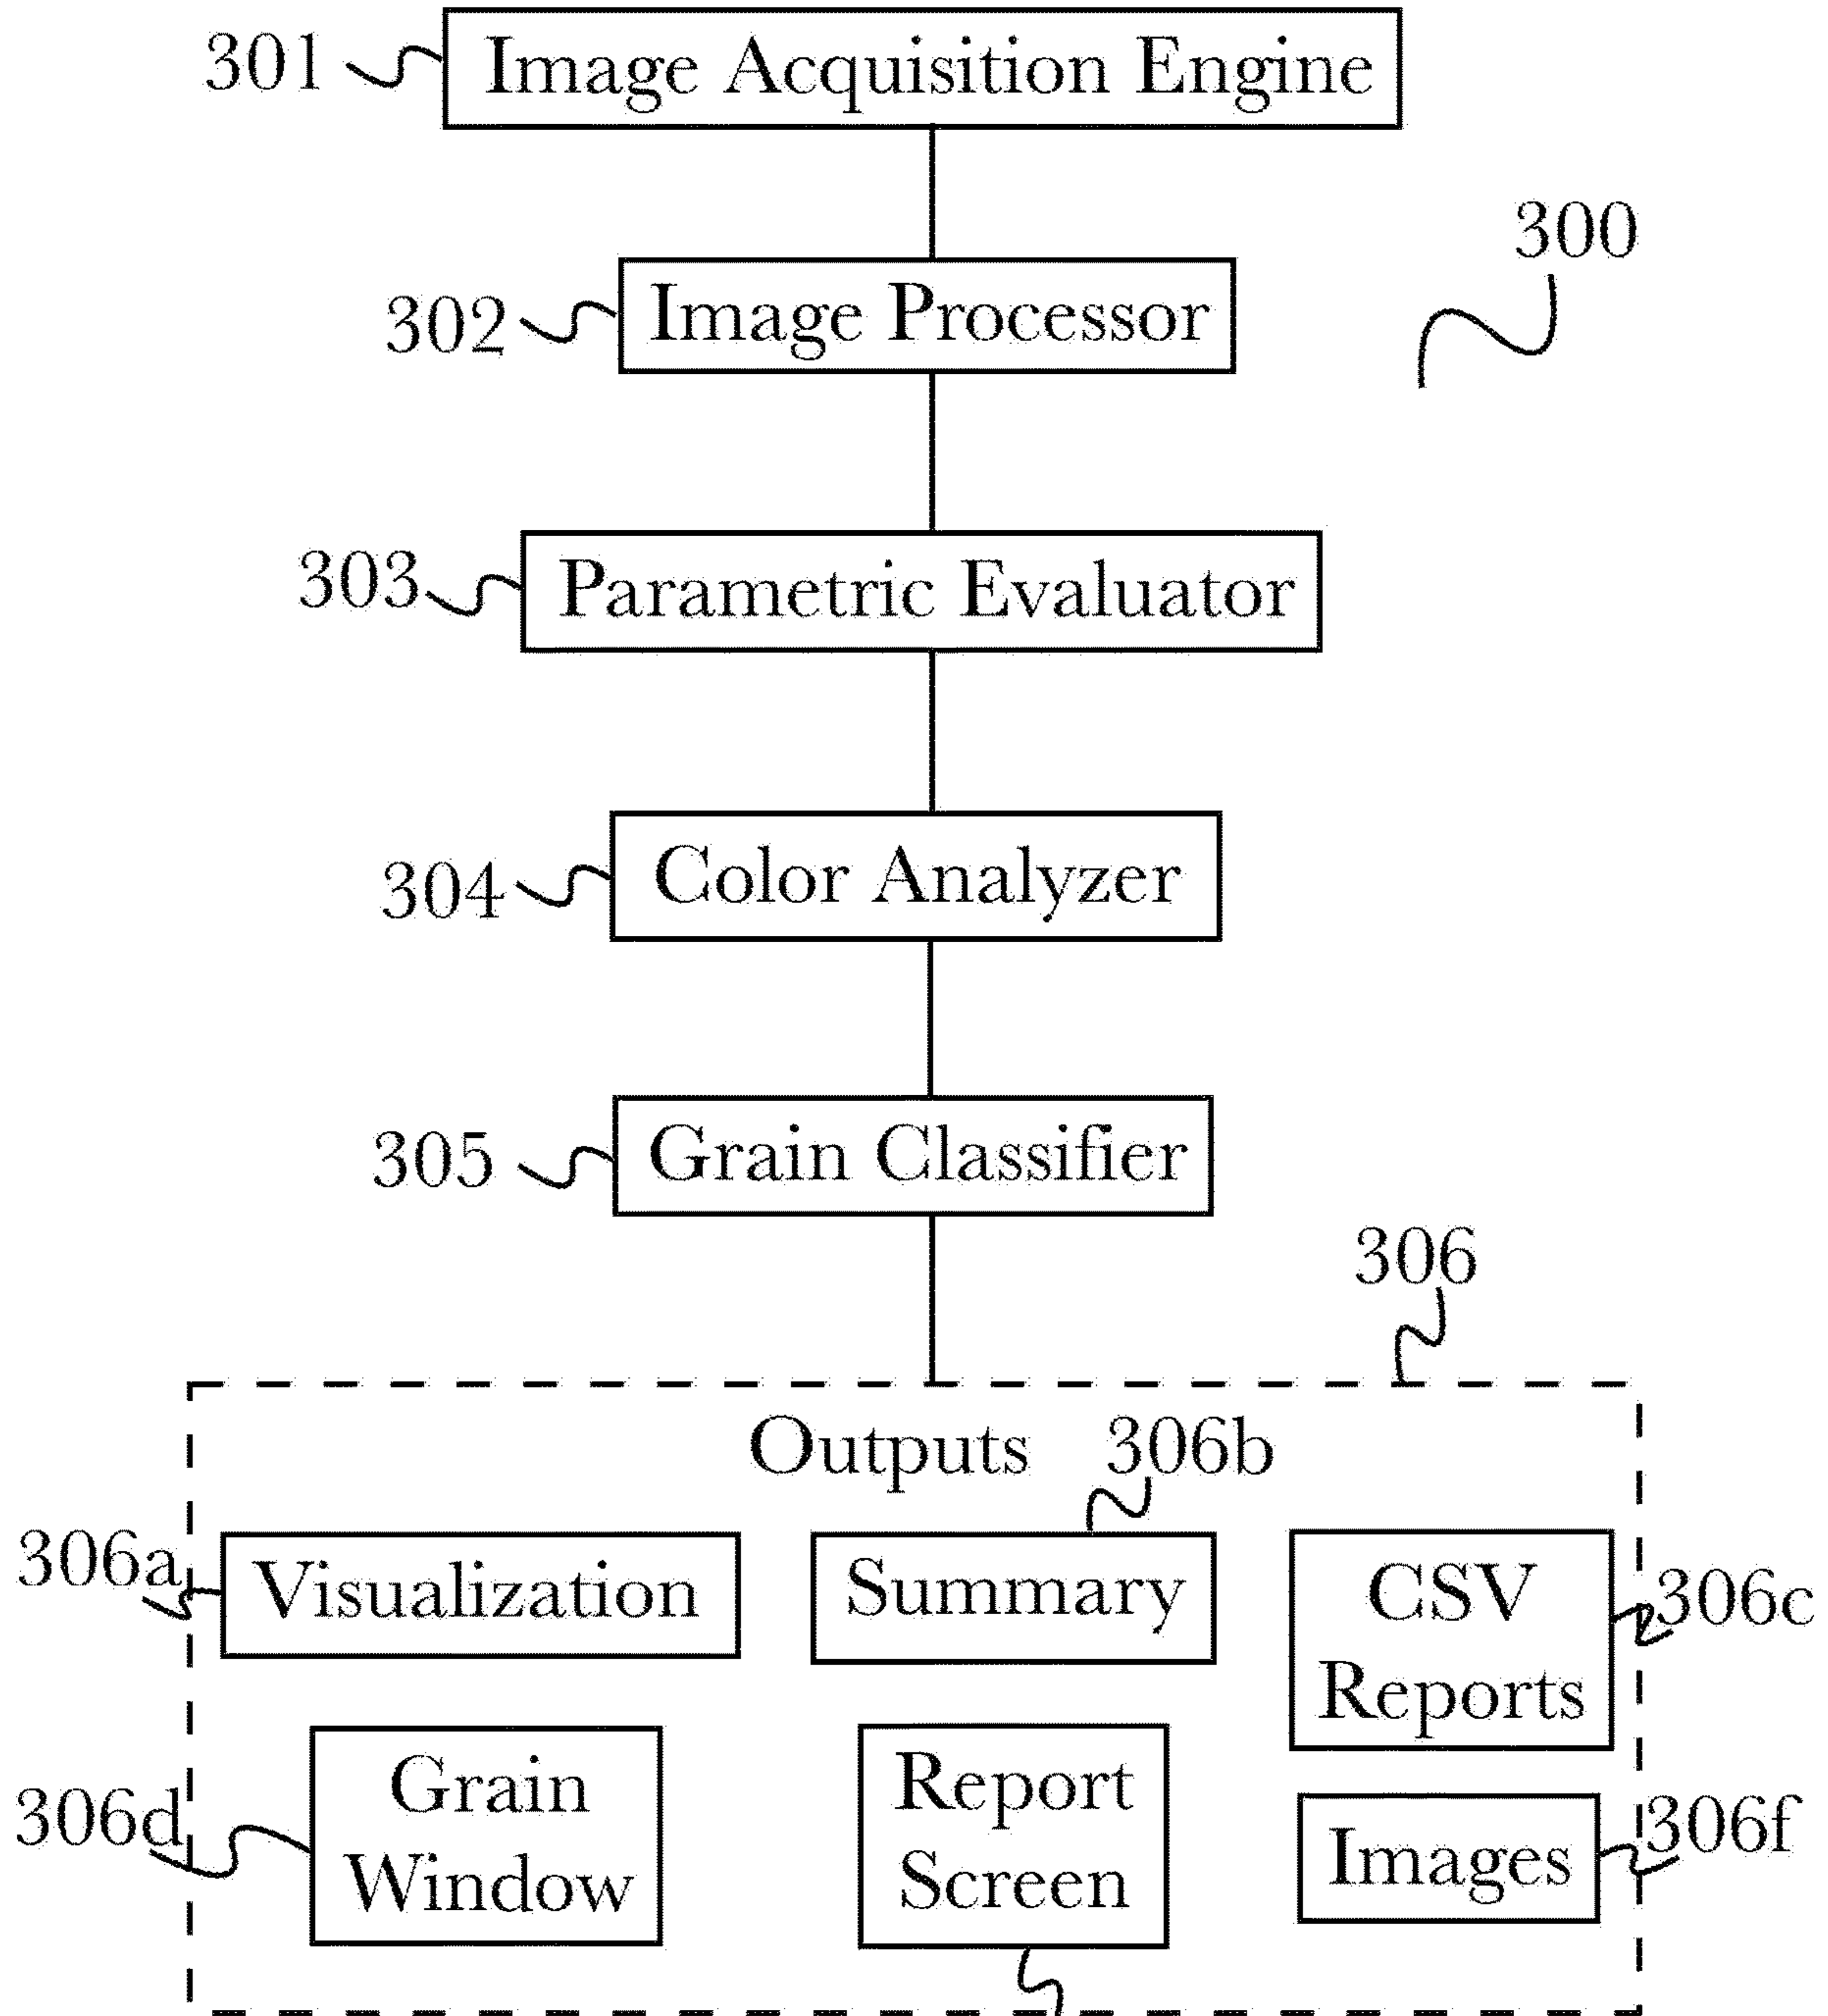 301
Image Acquisition Engine
300
302
Image Processor
303
Parametric Evaluator
304
Color Analyzer
305
Grain Classifier
306
Outputs
306b
306a
Visualization
Summary
CSV
Reports
306c
306d
Grain
Window
Report
Screen
Images
306f